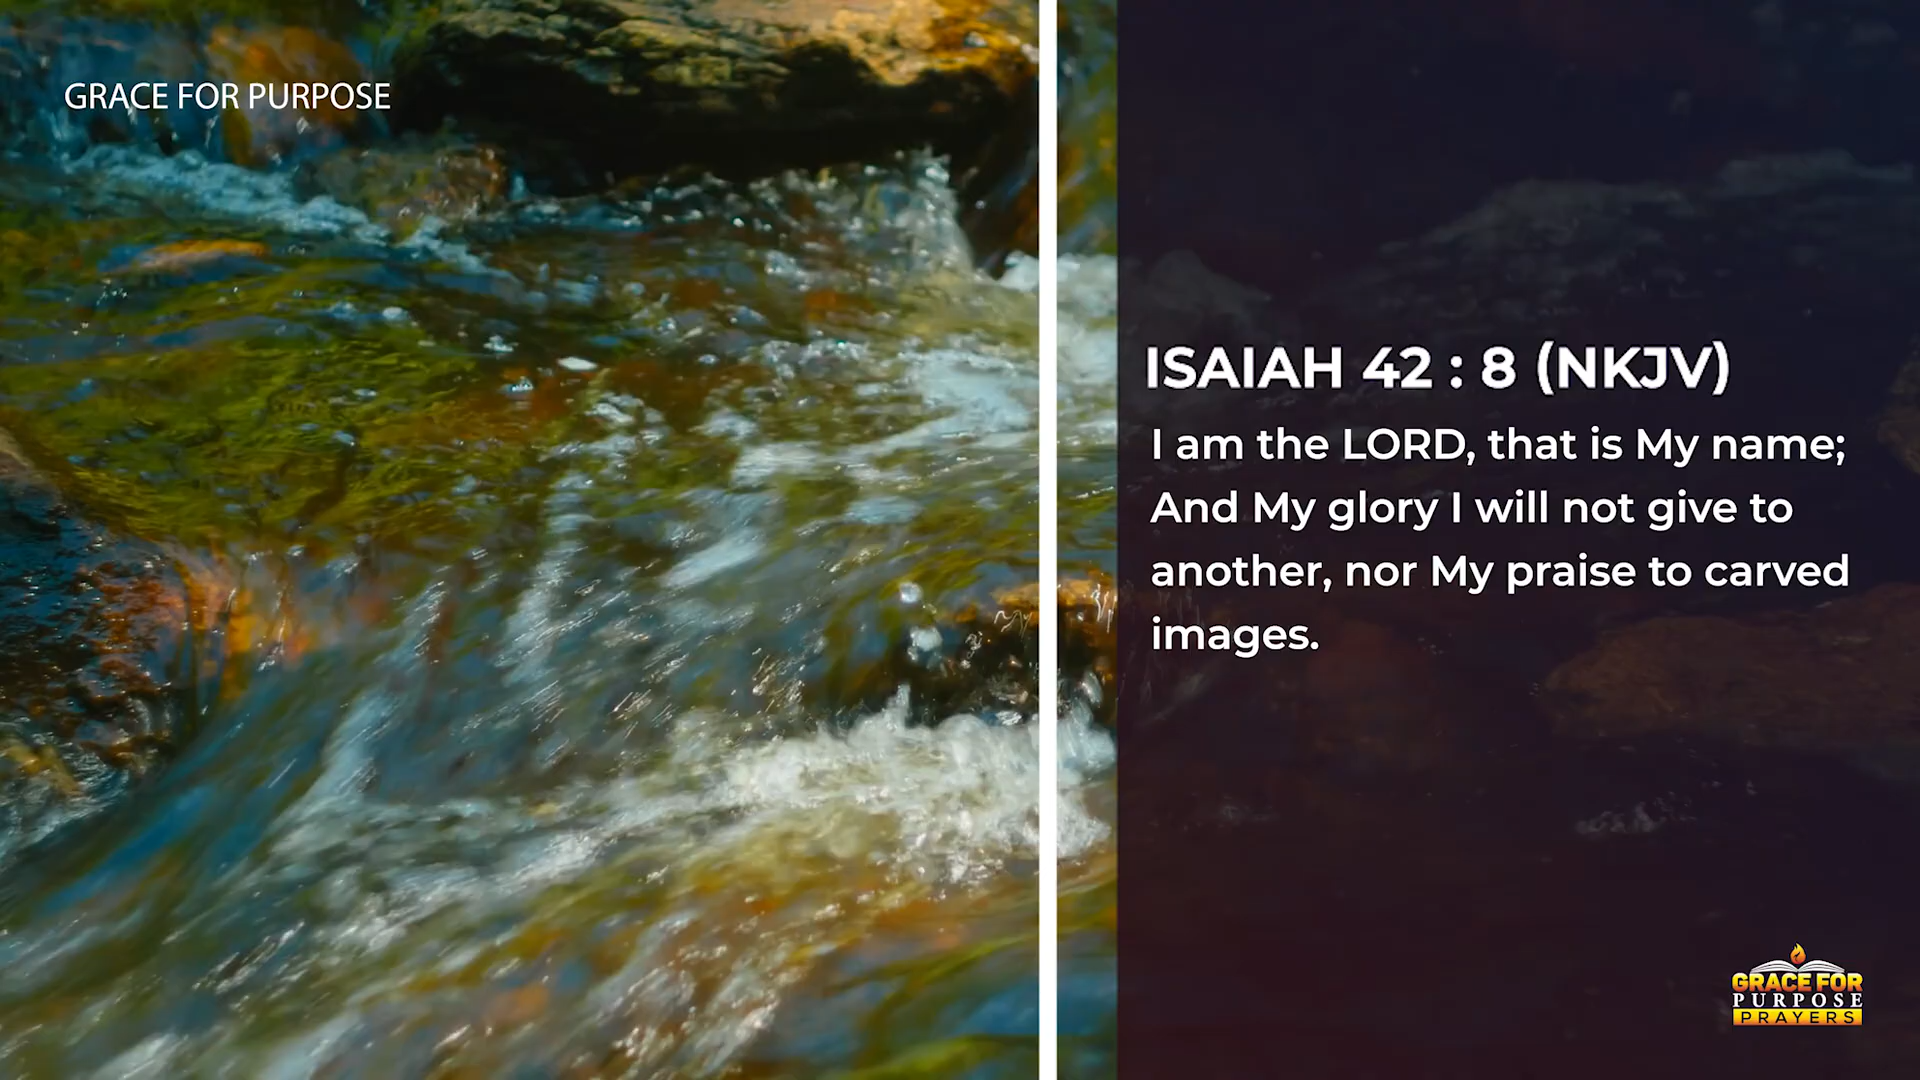 GRACE FOR PURPOSE
ISAIAH 42 : 8 (NKJV)
I am the LORD, that is My name;
And My glory I will not give to
another, nor My praise to carved
images.
GRACE FOR
PURPOSE
PRAYERS